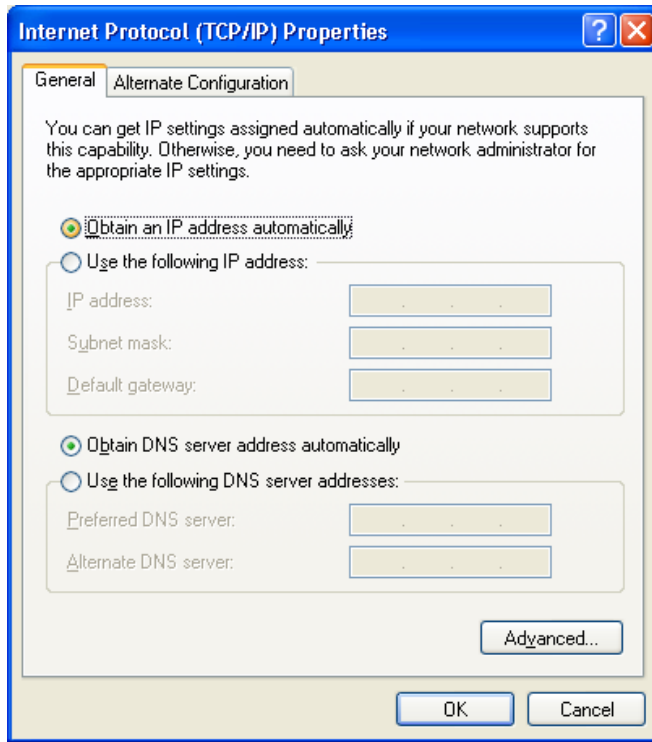 Internet Protocol (TCP/IP) Properties
General
Alternate Configuration
You can get IP settings assigned automatically if your network supports
this capability. Otherwise, you need to ask your network administrator for
the appropriate IP settings.
Obtain an IP address automatically
Use the following IP address:
IP address:
Subnet mask:
Default gateway:
Obtain DNS server address automatically
Use the following DNS server addresses:
Preferred DNS server:
Alternate DNS server:
Advanced...
OK
Cancel